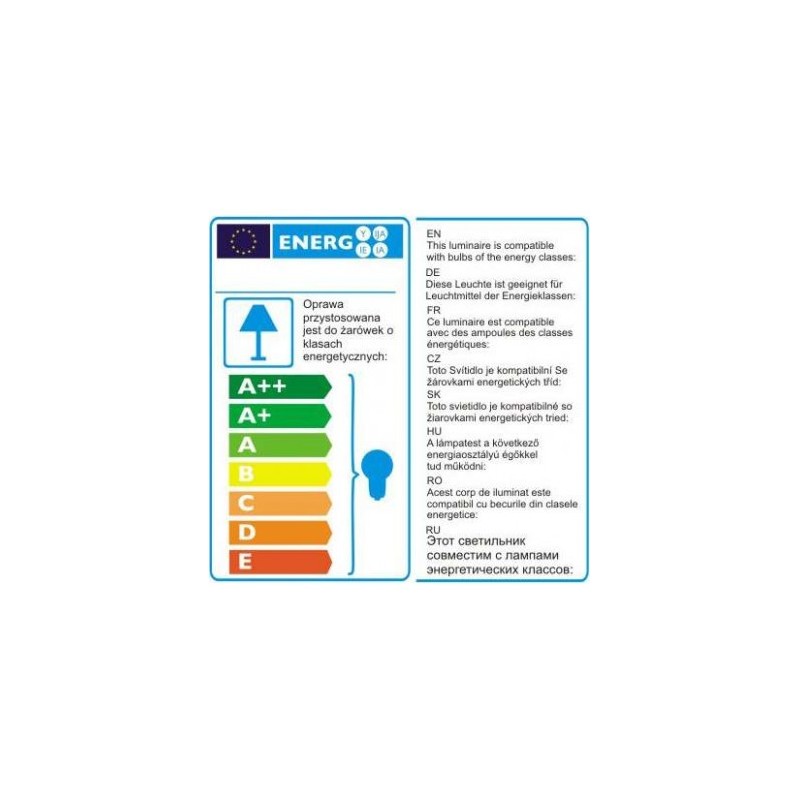 ENERG Y IJA
IE IA
Oprawa
przystosowana
jest do żarówek o
klasach
energetycznych:
A++
A+
A
B
C
D
E
EN
This luminaire is compatible
with bulbs of the energy classes:
DE
Diese Leuchte ist geeignet für
Leuchtmittel der Energieklassen:
FR
Ce luminaire est compatible
avec des ampoules des classes
énergétiques:
CZ
Toto Svítidlo je kompatibilní Se
žárovkami energetických tříd:
SK
Toto svietidlo je kompatibilné so
žiarovkami energetických tried:
HU
A lámpatest a következő
energiaosztályú égőkkel
tud működni:
RO
Acest corp de iluminat este
compatibil cu becurile din clasele
energetice:
RU
Этот светильник
совместим с лампами
энергетических классов: